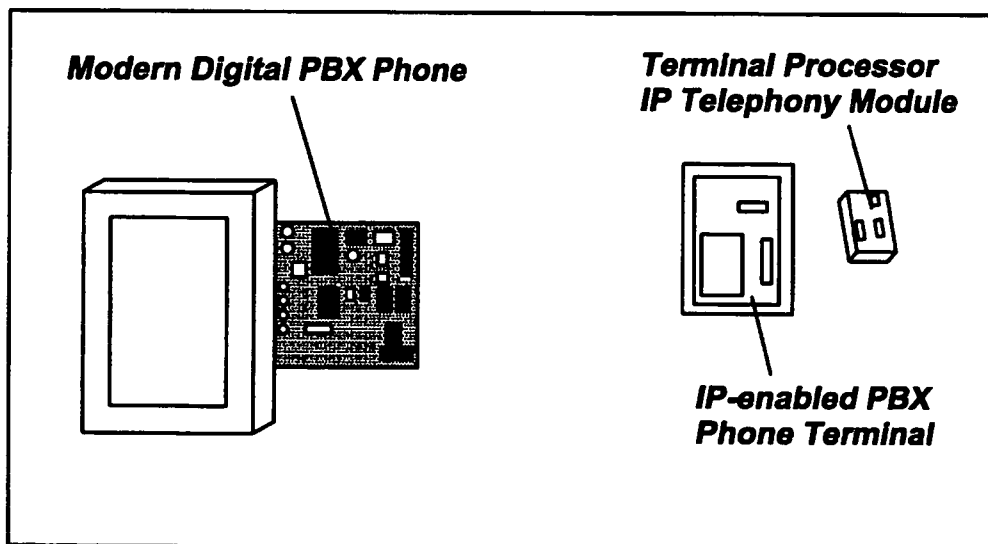 Modern Digital PBX Phone
Terminal Processor
IP Telephony Module
IP-enabled PBX
Phone Terminal